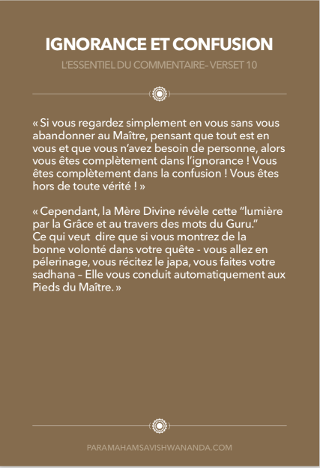 IGNORANCE ET CONFUSION
L'ESSENTIEL DU COMMENTAIRE- VERSET 10
« Si vous regardez simplement en vous sans vous
abandonner au Maître, pensant que tout est en
vous et que vous n'avez besoin de personne, alors
vous êtes complètement dans l'ignorance ! Vous
êtes complètement dans la confusion ! Vous êtes
hors de toute vérité ! »
« Cependant, la Mère Divine révèle cette "lumière
par la Grâce et au travers des mots du Guru."
Ce qui veut  dire que si vous montrez de la
bonne volonté dans votre quête - vous allez en
pélerinage, vous récitez le japa, vous faites votre
sadhana – Elle vous conduit automatiquement aux
Pieds du Maître. »
PARAMAHAMSAVISHWANANDA.COM